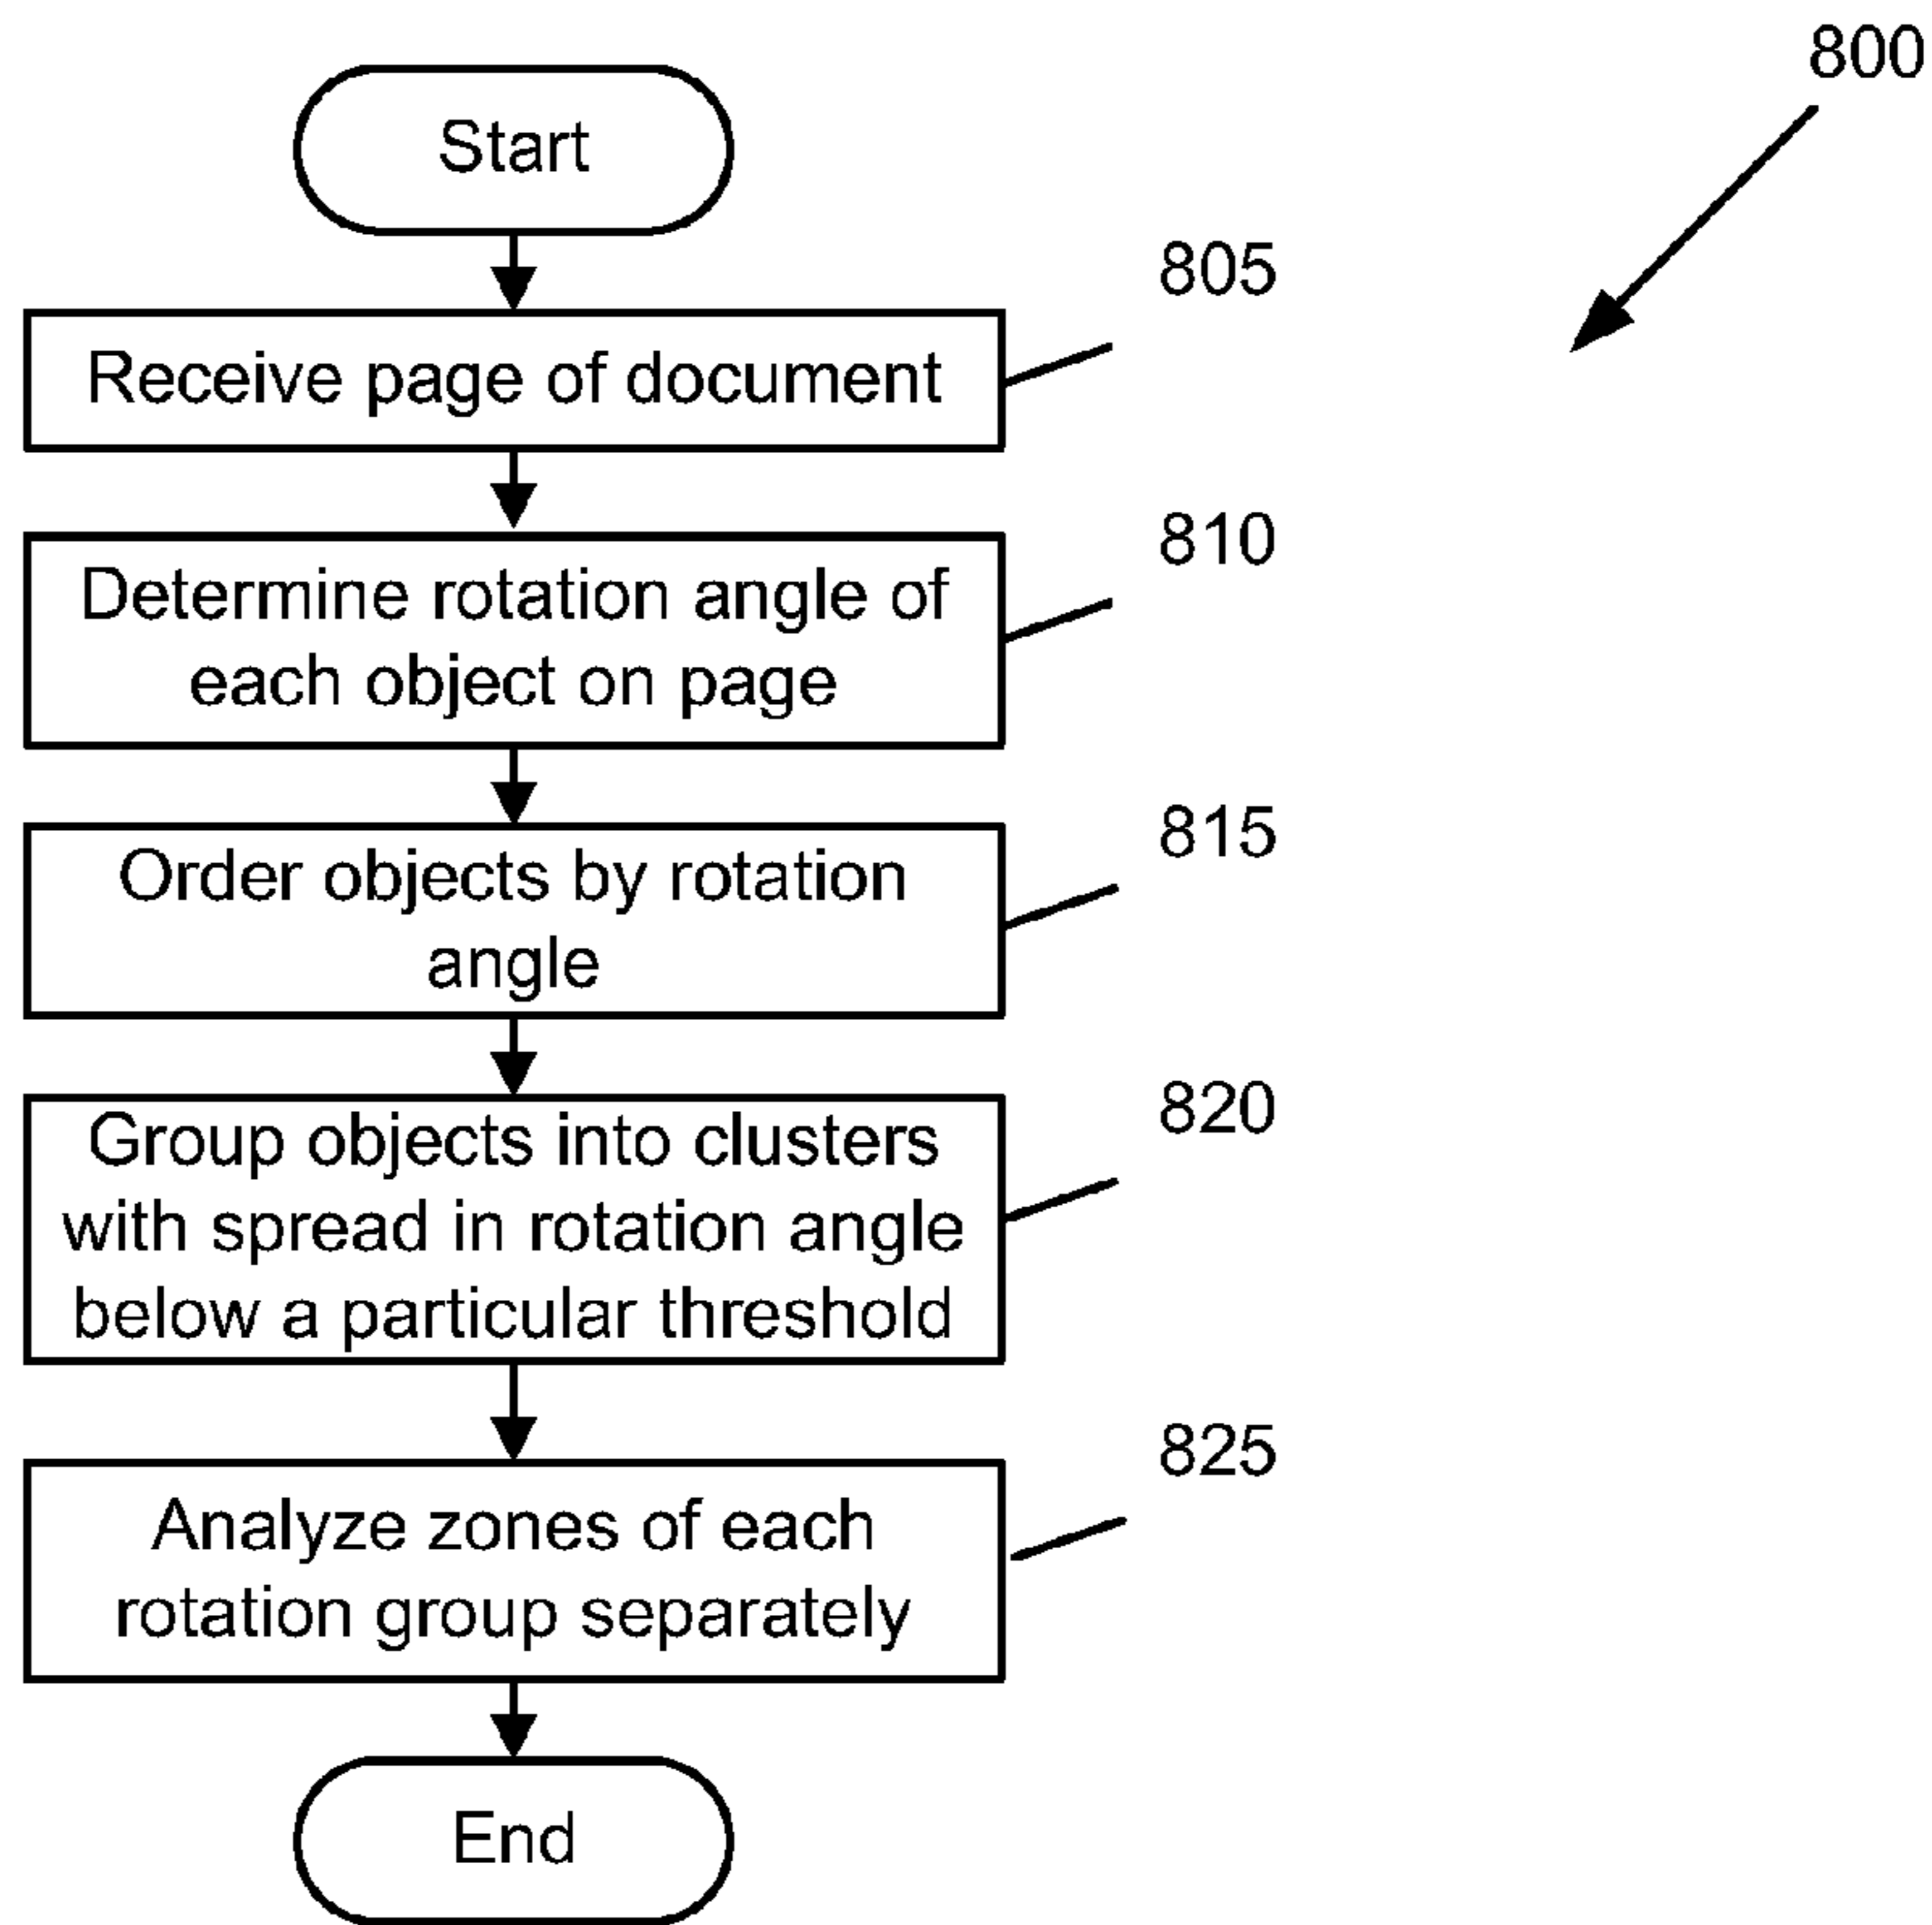 800
Start
805
Receive page of document
810
Determine rotation angle of
each object on page
815
Order objects by rotation
angle
820
Group objects into clusters
with spread in rotation angle
below a particular threshold
825
Analyze zones of each
rotation group separately
End